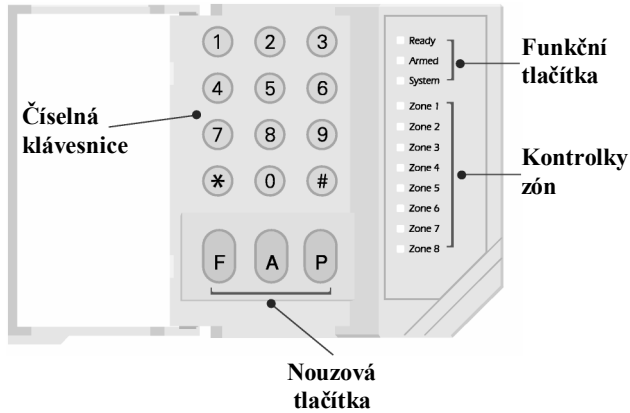 Číselná
klávesnice
1 2 3
4 5 6
7 8 9
* 0 #
F A P
Nouzová
tlačítka
Ready
Armed
System
Zone 1
Zone 2
Zone 3
Zone 4
Zone 5
Zone 6
Zone 7
Zone 8
Funkční
tlačítka
Kontrolky
zón